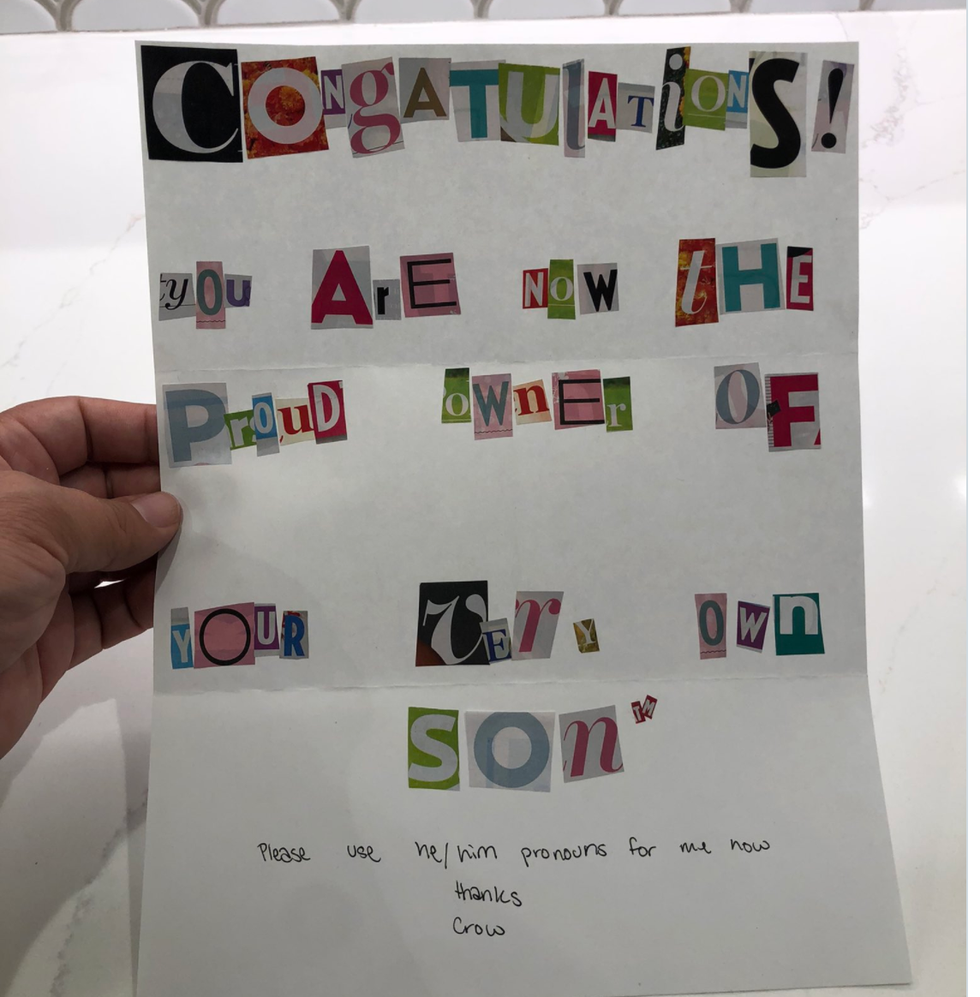 CONgATULATiONS!
yOU ArE NoW tHE
ProuD oWnEr OF
YOUR VErY OWn
SOn™
Please use he/him pronouns for me now
thanks
Crow